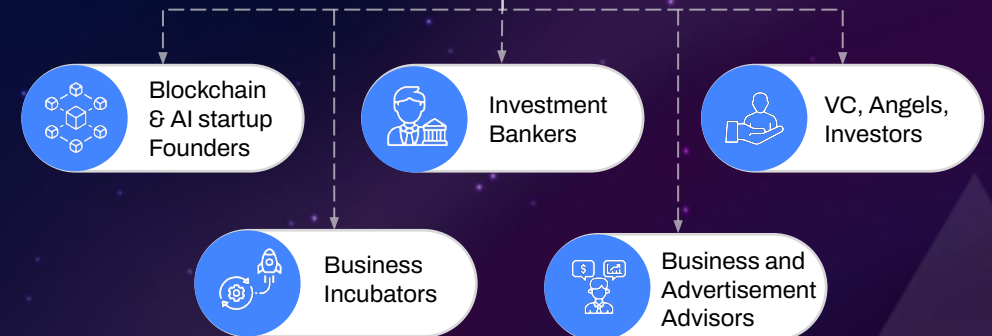 Blockchain
& AI startup
Founders
Investment
Bankers
VC, Angels,
Investors
Business
Incubators
$
Business and
Advertisement
Advisors